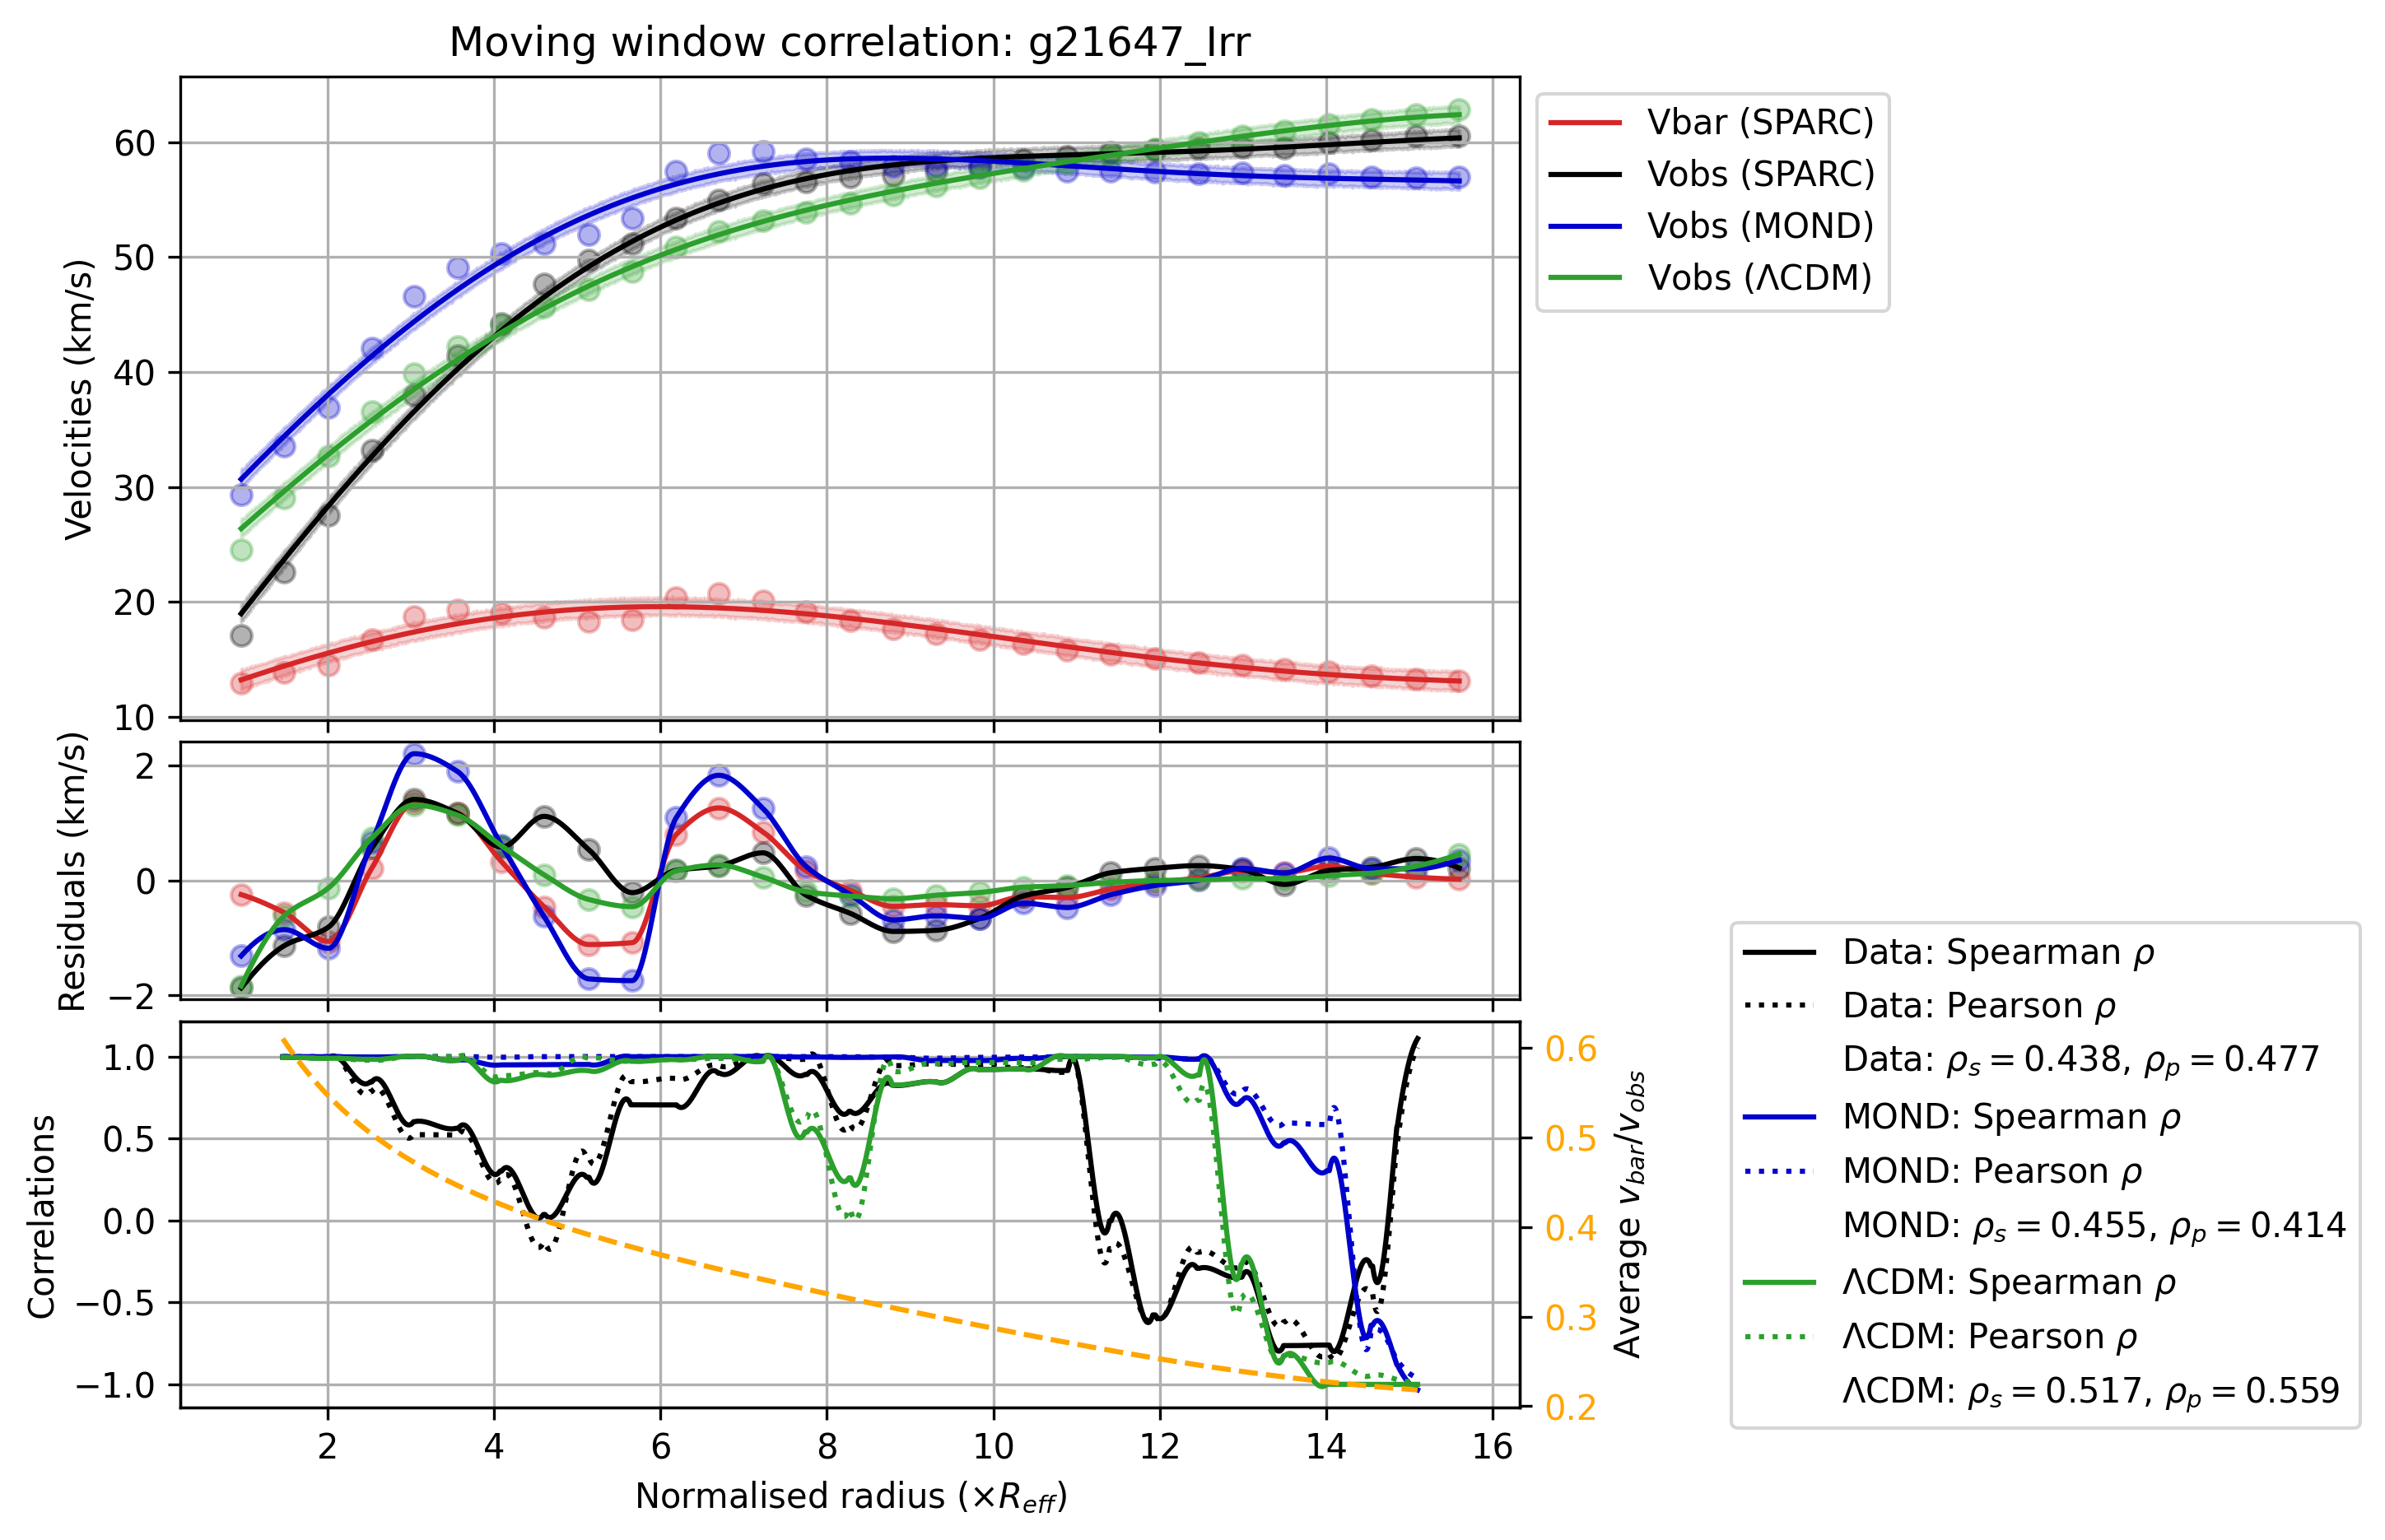 Moving window correlation: g21647_Irr
Velocities (km/s)
60
50
40
30
20
10
Vbar (SPARC)
Vobs (SPARC)
Vobs (MOND)
Vobs (ΛCDM)
Residuals (km/s)
2
0
−2
Correlations
1.0
0.5
0.0
−0.5
−1.0
0.6
0.5
0.4
0.3
0.2
Average v_bar/v_obs
2 4 6 8 10 12 14 16
Normalised radius (×R_eff)
Data: Spearman ρ
Data: Pearson ρ
Data: ρ_s = 0.438, ρ_p = 0.477
MOND: Spearman ρ
MOND: Pearson ρ
MOND: ρ_s = 0.455, ρ_p = 0.414
ΛCDM: Spearman ρ
ΛCDM: Pearson ρ
ΛCDM: ρ_s = 0.517, ρ_p = 0.559